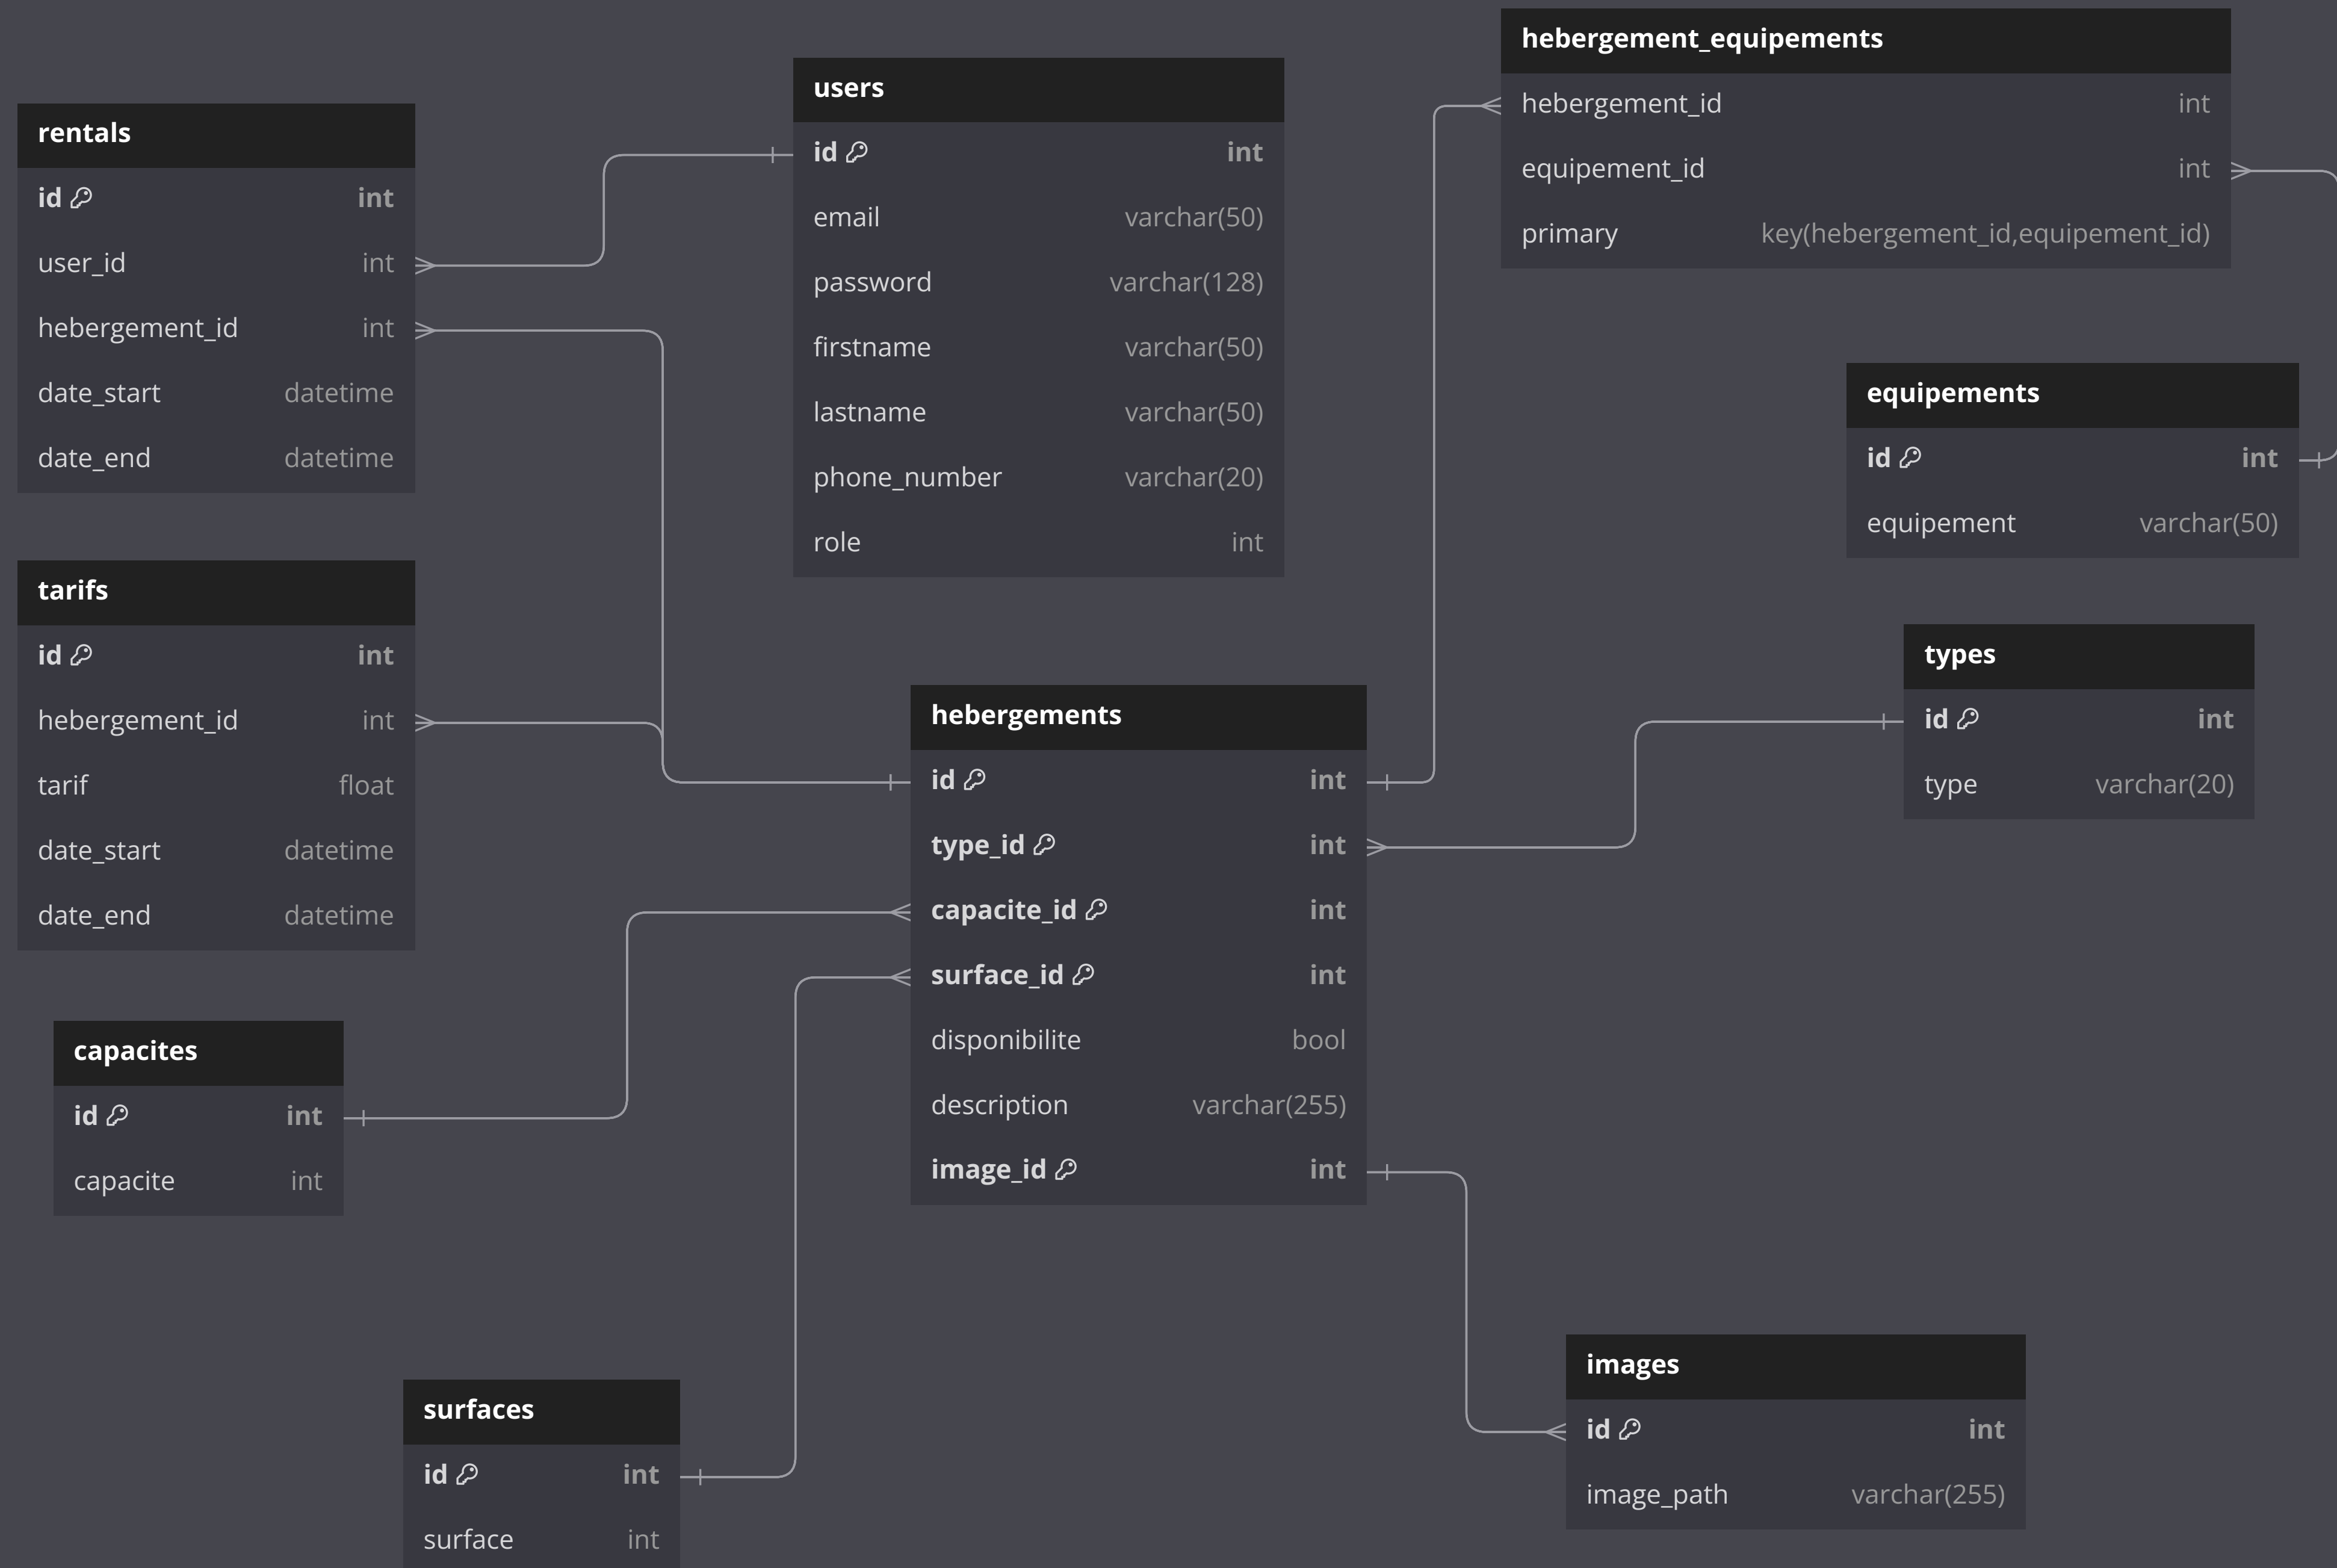 rentals
id int
user_id int
hebergement_id int
date_start datetime
date_end datetime
users
id int
email varchar(50)
password varchar(128)
firstname varchar(50)
lastname varchar(50)
phone_number varchar(20)
role int
hebergement_equipements
hebergement_id int
equipement_id int
primary key(hebergement_id,equipement_id)
equipements
id int
equipement varchar(50)
tarifs
id int
hebergement_id int
tarif float
date_start datetime
date_end datetime
hebergements
id int
type_id int
capacite_id int
surface_id int
disponibilite bool
description varchar(255)
image_id int
types
id int
type varchar(20)
capacites
id int
capacite int
surfaces
id int
surface int
images
id int
image_path varchar(255)